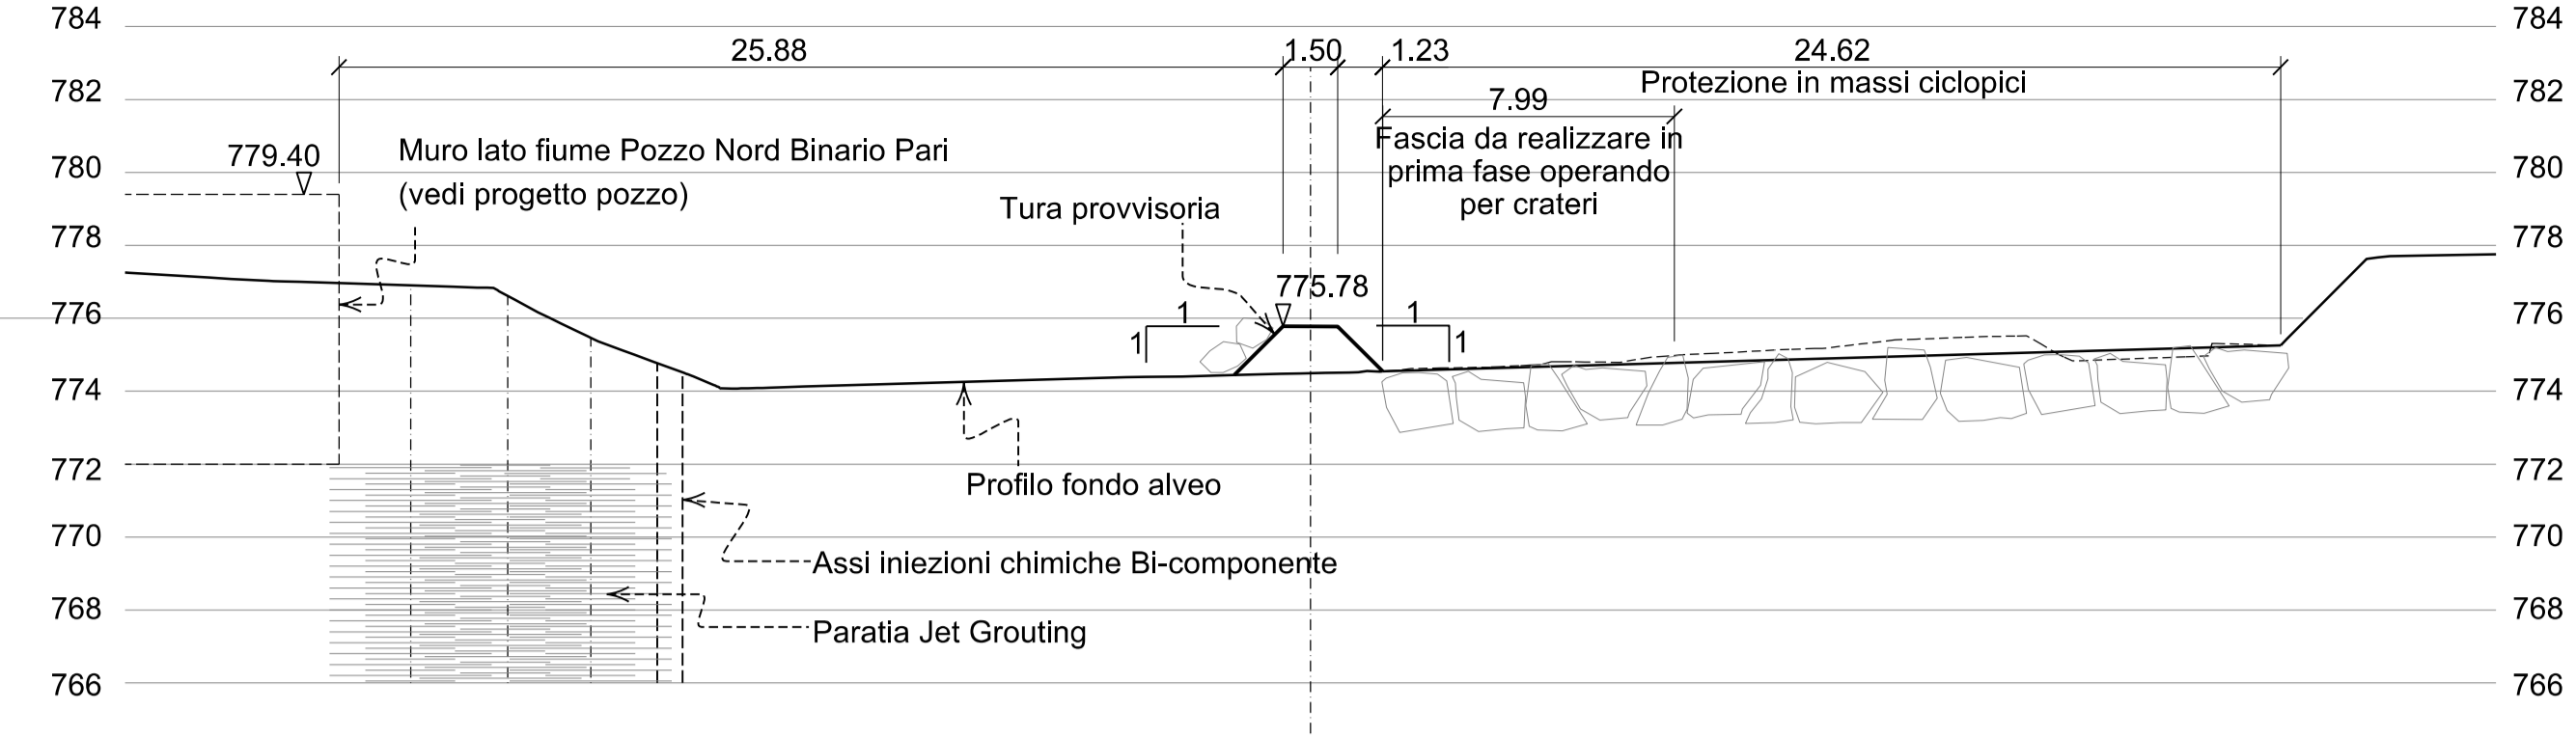 784 784
25.88 1.50 1.23 24.62
782 Protezione in massi ciclopici 782
7.99
Muro lato fiume Pozzo Nord Binario Pari
(vedi progetto pozzo)
779.40
Fascia da realizzare in
prima fase operando
per crateri
780 780
Tura provvisoria
778 778
775.78
776 1 1 776
1 1
774 774
772 772
Profilo fondo alveo
770 770
Assi iniezioni chimiche Bi-componente
768 768
Paratia Jet Grouting
766 766